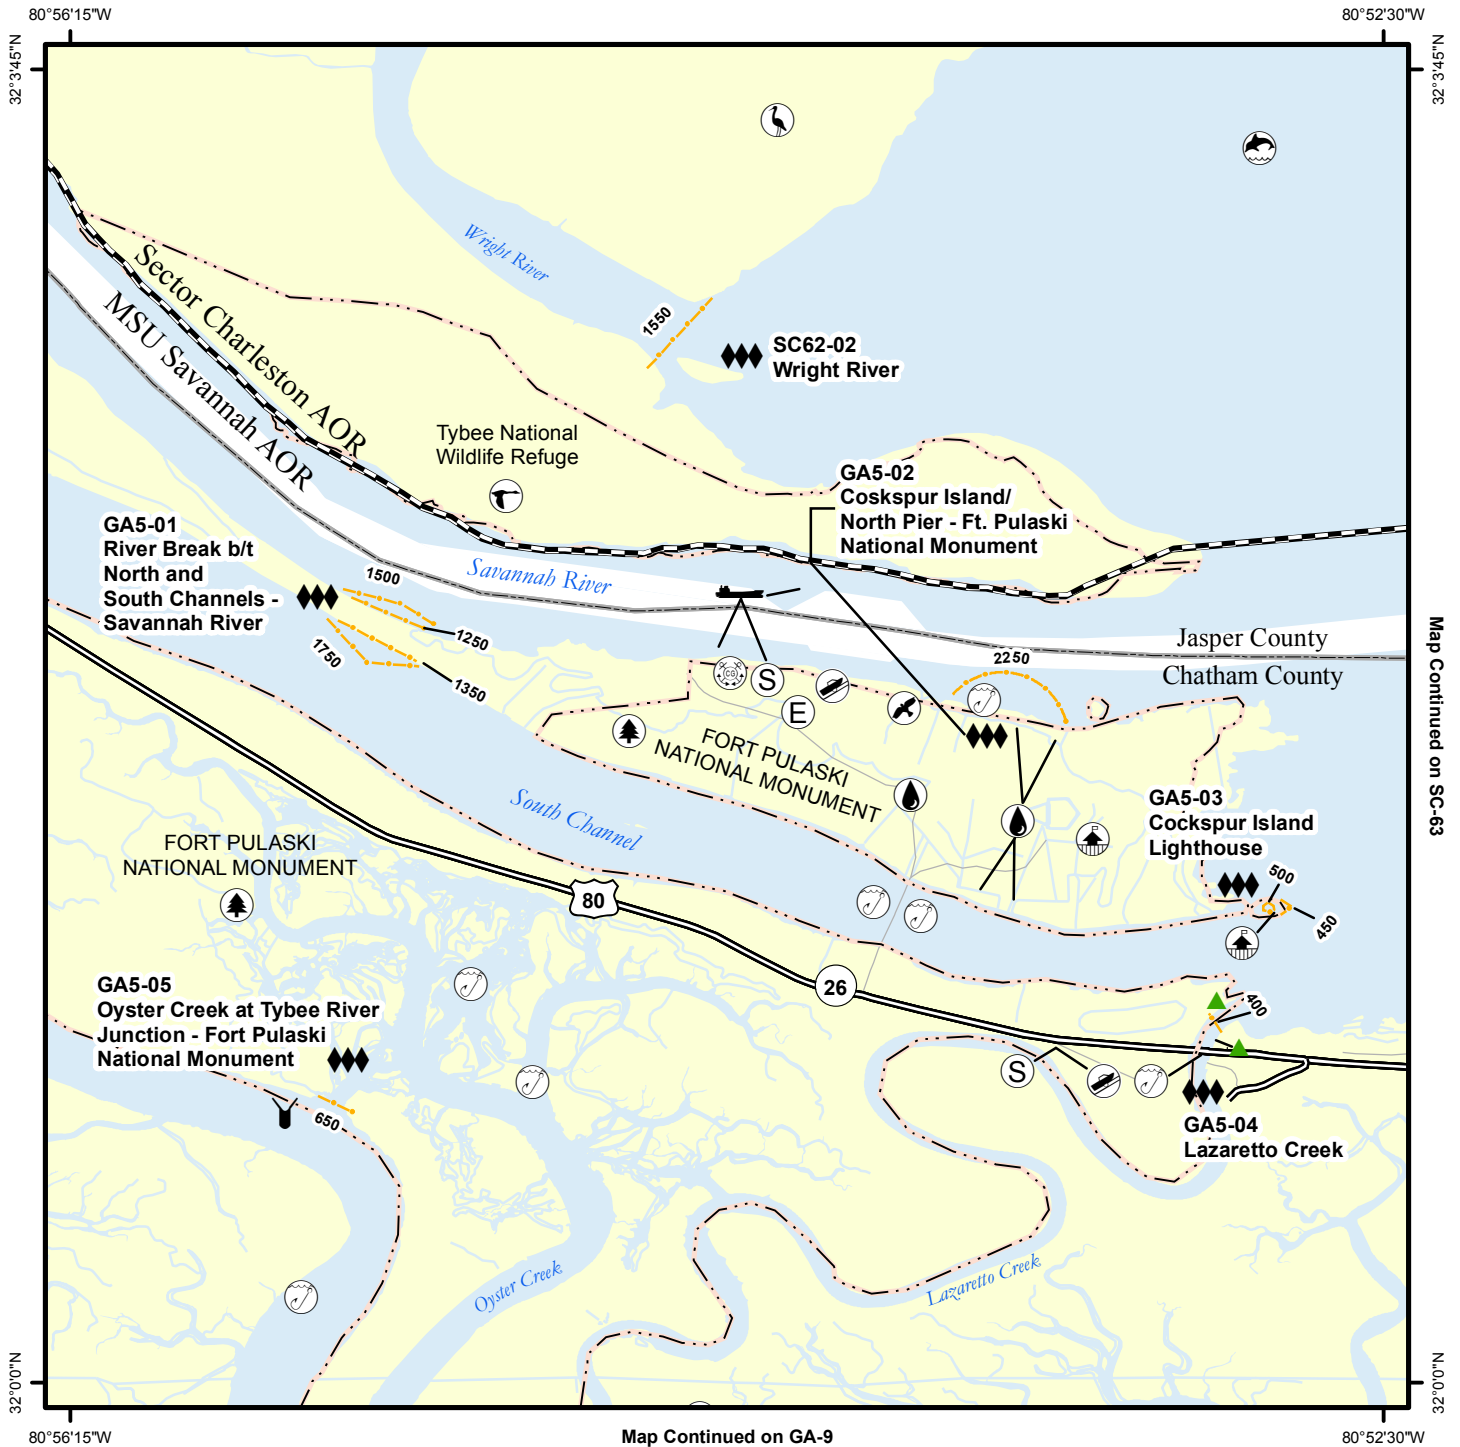 80°56'15"W
80°52'30"W
32°3'45"N
32°3'45"N
Wright River
1550
SC62-02
Wright River
Sector Charleston AOR
MSU Savannah AOR
Tybee National
Wildlife Refuge
GA5-02
Coskspur Island/
North Pier - Ft. Pulaski
National Monument
GA5-01
River Break b/t
North and
South Channels -
Savannah River
1500
1250
1750
1350
Savannah River
Jasper County
Chatham County
2250
CG
S
E
FORT PULASKI
NATIONAL MONUMENT
Map Continued on SC-63
South Channel
GA5-03
Cockspur Island
Lighthouse
500
450
FORT PULASKI
NATIONAL MONUMENT
80
26
GA5-05
Oyster Creek at Tybee River
Junction - Fort Pulaski
National Monument
650
400
S
GA5-04
Lazaretto Creek
Oyster Creek
Lazaretto Creek
32°0'0"N
32°0'0"N
80°56'15"W
Map Continued on GA-9
80°52'30"W